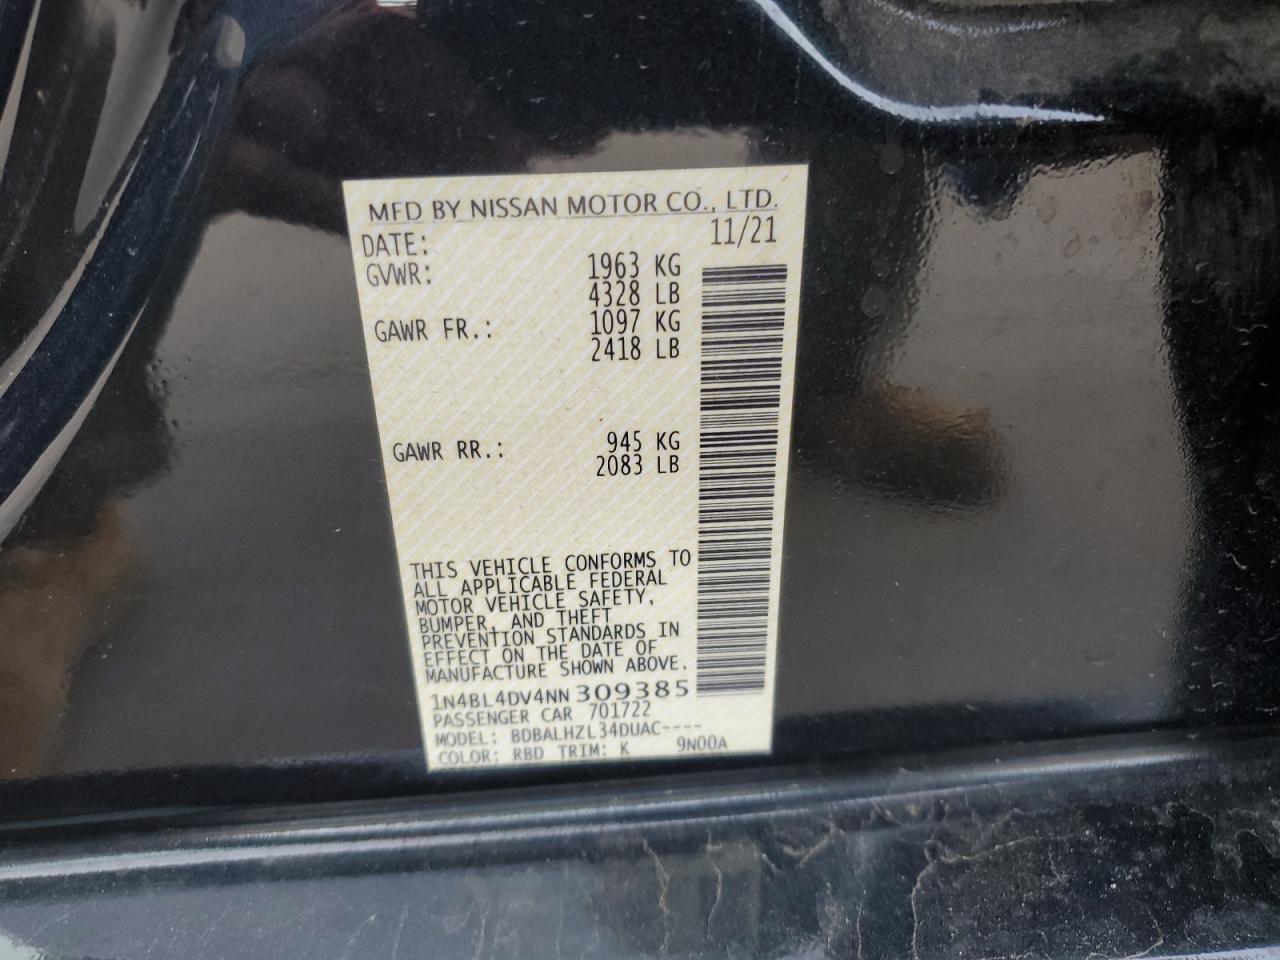 MFD BY NISSAN MOTOR CO., LTD.
DATE: 11/21
GVWR: 1963 KG
4328 LB
GAWR FR.: 1097 KG
2418 LB
GAWR RR.: 945 KG
2083 LB
THIS VEHICLE CONFORMS TO
ALL APPLICABLE FEDERAL
MOTOR VEHICLE SAFETY,
BUMPER, AND THEFT
PREVENTION STANDARDS IN
EFFECT ON THE DATE OF
MANUFACTURE SHOWN ABOVE.
1N4BL4DV4NN309385
PASSENGER CAR 701722
MODEL: BDBALHZL34DUAC----
COLOR: RBD TRIM: K 9N00A